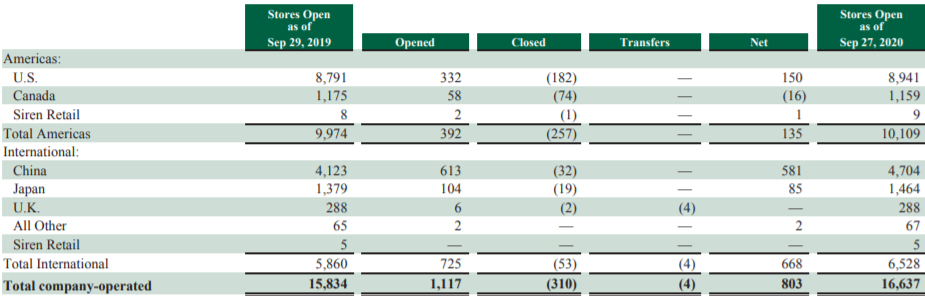 Stores Open as of Sep 29, 2019 Opened Closed Transfers Net Stores Open as of Sep 27, 2020
Americas:
U.S. 8,791 332 (182) — 150 8,941
Canada 1,175 58 (74) — (16) 1,159
Siren Retail 8 2 (1) — 1 9
Total Americas 9,974 392 (257) — 135 10,109
International:
China 4,123 613 (32) — 581 4,704
Japan 1,379 104 (19) — 85 1,464
U.K. 288 6 (2) (4) — 288
All Other 65 2 — — 2 67
Siren Retail 5 — — — — 5
Total International 5,860 725 (53) (4) 668 6,528
Total company-operated 15,834 1,117 (310) (4) 803 16,637